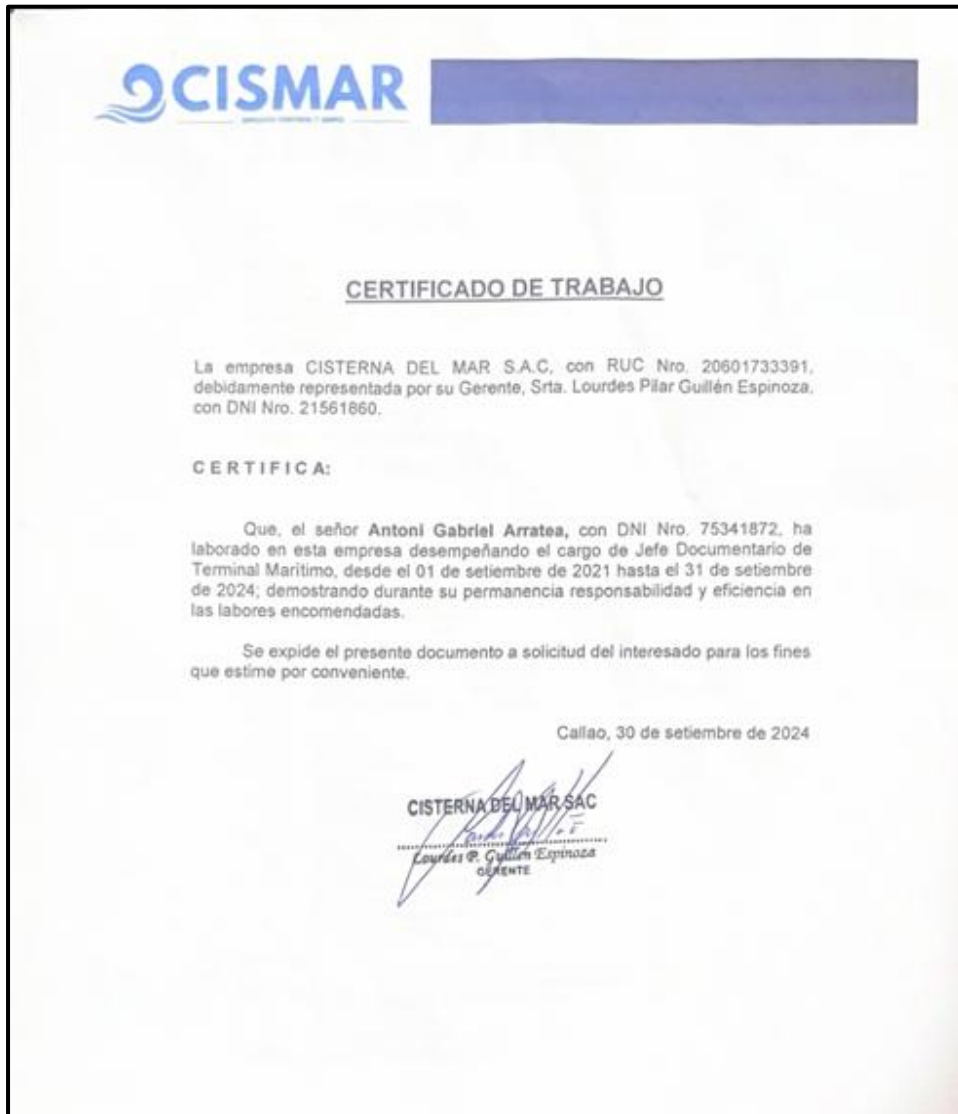 CISMAR
CERTIFICADO DE TRABAJO
La empresa CISTERNA DEL MAR S.A.C, con RUC Nro. 20601733391,
debidamente representada por su Gerente, Srta. Lourdes Pilar Guillén Espinoza,
con DNI Nro. 21561860.
CERTIFICA:
Que, el señor Antoni Gabriel Arratea, con DNI Nro. 75341872, ha
laborado en esta empresa desempeñando el cargo de Jefe Documentario de
Terminal Marítimo, desde el 01 de setiembre de 2021 hasta el 31 de setiembre
de 2024; demostrando durante su permanencia responsabilidad y eficiencia en
las labores encomendadas.
Se expide el presente documento a solicitud del interesado para los fines
que estime por conveniente.
Callao, 30 de setiembre de 2024
CISTERNA DEL MAR SAC
Lourdes P. Guillén Espinoza
GERENTE